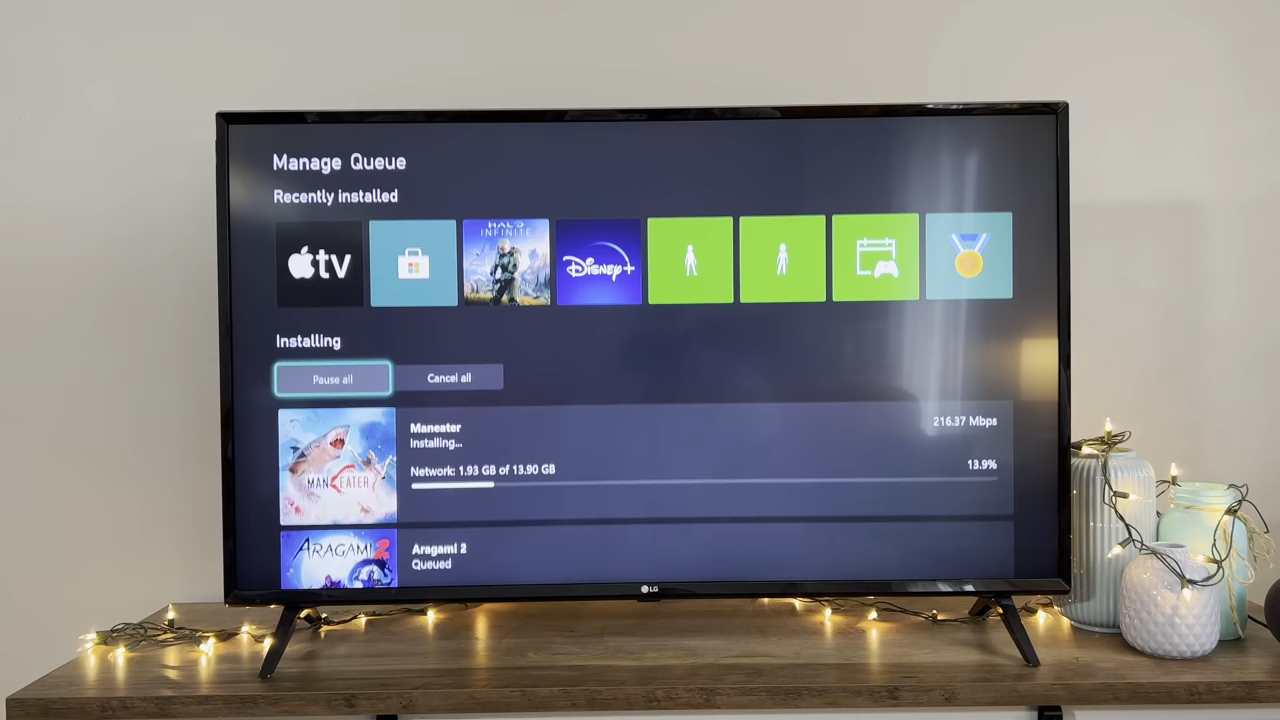 Manage Queue
Recently installed
tv
HALO
INFINITE
Disney+
Installing
Pause all
Cancel all
Maneater
216.37 Mbps
Installing...
Network: 1.93 GB of 13.90 GB
13.9%
MANEATER
ARAGAMI 2
Aragami 2
Queued
LG